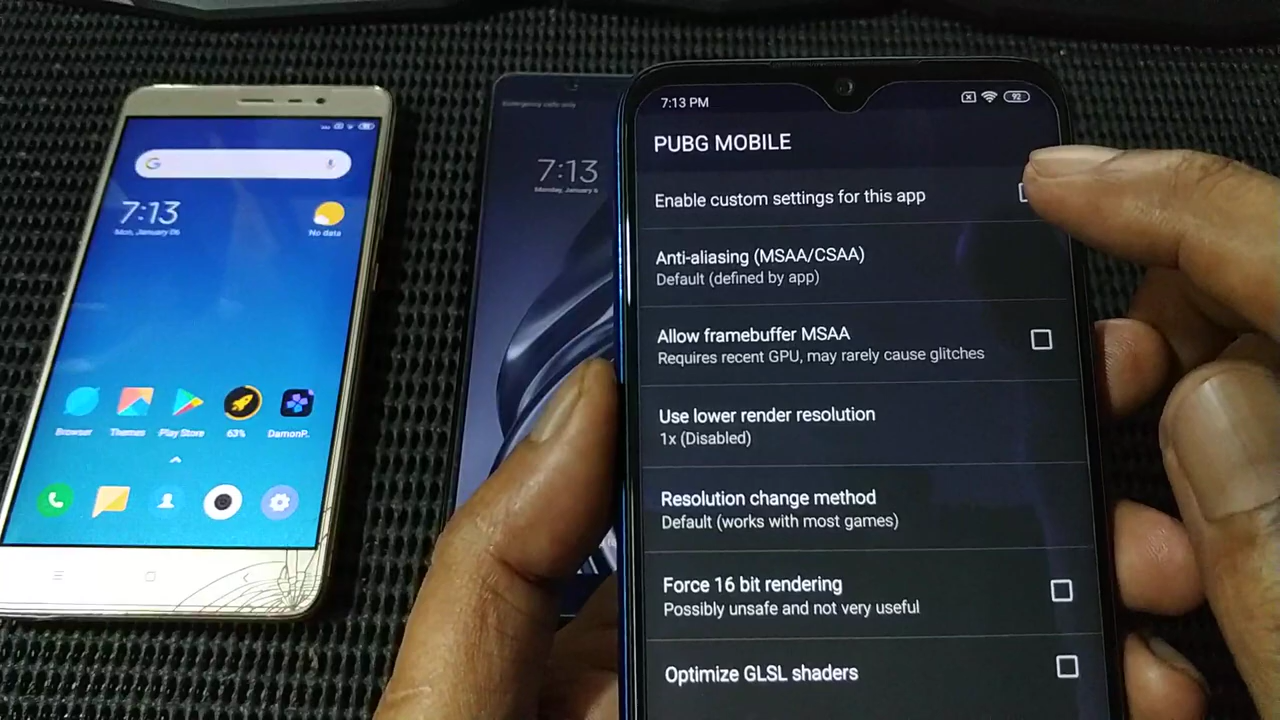 7:13
Mon, January 06
No data
Browser
Themes
Play Store
63%
DamonP.
Emergency calls only
7:13
Monday, January 6
7:13 PM
92
PUBG MOBILE
Enable custom settings for this app
Anti-aliasing (MSAA/CSAA)
Default (defined by app)
Allow framebuffer MSAA
Requires recent GPU, may rarely cause glitches
Use lower render resolution
1x (Disabled)
Resolution change method
Default (works with most games)
Force 16 bit rendering
Possibly unsafe and not very useful
Optimize GLSL shaders